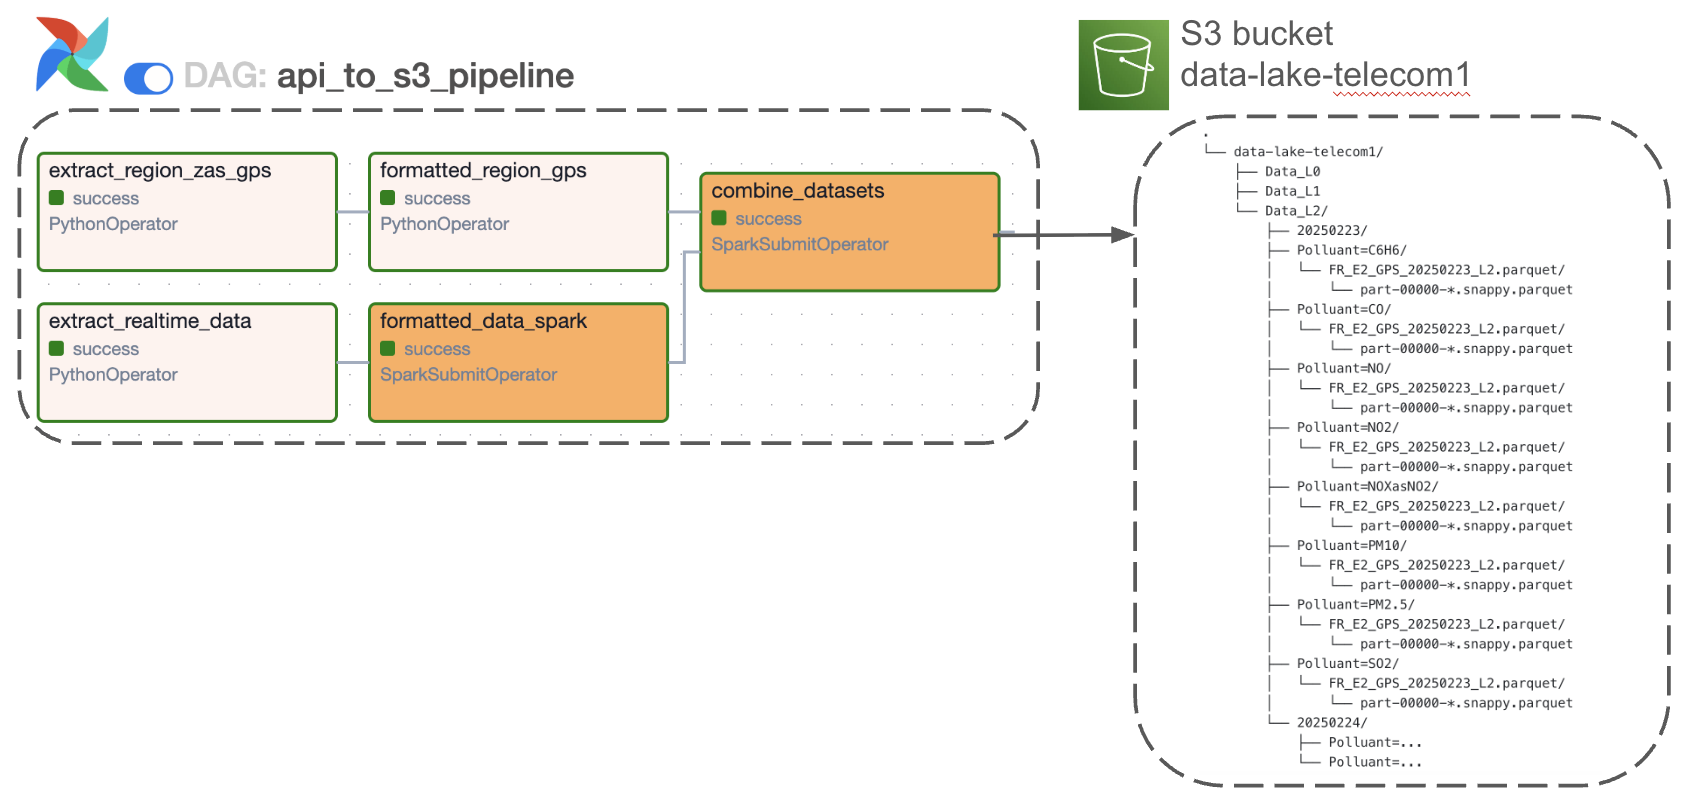 DAG: api_to_s3_pipeline
extract_region_zas_gps
success
PythonOperator
formatted_region_gps
success
PythonOperator
combine_datasets
success
SparkSubmitOperator
extract_realtime_data
success
PythonOperator
formatted_data_spark
success
SparkSubmitOperator
S3 bucket
data-lake-telecom1
.
└── data-lake-telecom1/
├── Data_L0
├── Data_L1
└── Data_L2/
├── 20250223/
├── Polluant=C6H6/
│ └── FR_E2_GPS_20250223_L2.parquet/
│ └── part-00000-*.snappy.parquet
├── Polluant=CO/
│ └── FR_E2_GPS_20250223_L2.parquet/
│ └── part-00000-*.snappy.parquet
├── Polluant=NO/
│ └── FR_E2_GPS_20250223_L2.parquet/
│ └── part-00000-*.snappy.parquet
├── Polluant=NO2/
│ └── FR_E2_GPS_20250223_L2.parquet/
│ └── part-00000-*.snappy.parquet
├── Polluant=NOXasNO2/
│ └── FR_E2_GPS_20250223_L2.parquet/
│ └── part-00000-*.snappy.parquet
├── Polluant=PM10/
│ └── FR_E2_GPS_20250223_L2.parquet/
│ └── part-00000-*.snappy.parquet
├── Polluant=PM2.5/
│ └── FR_E2_GPS_20250223_L2.parquet/
│ └── part-00000-*.snappy.parquet
├── Polluant=SO2/
│ └── FR_E2_GPS_20250223_L2.parquet/
│ └── part-00000-*.snappy.parquet
└── 20250224/
├── Polluant=...
└── Polluant=...